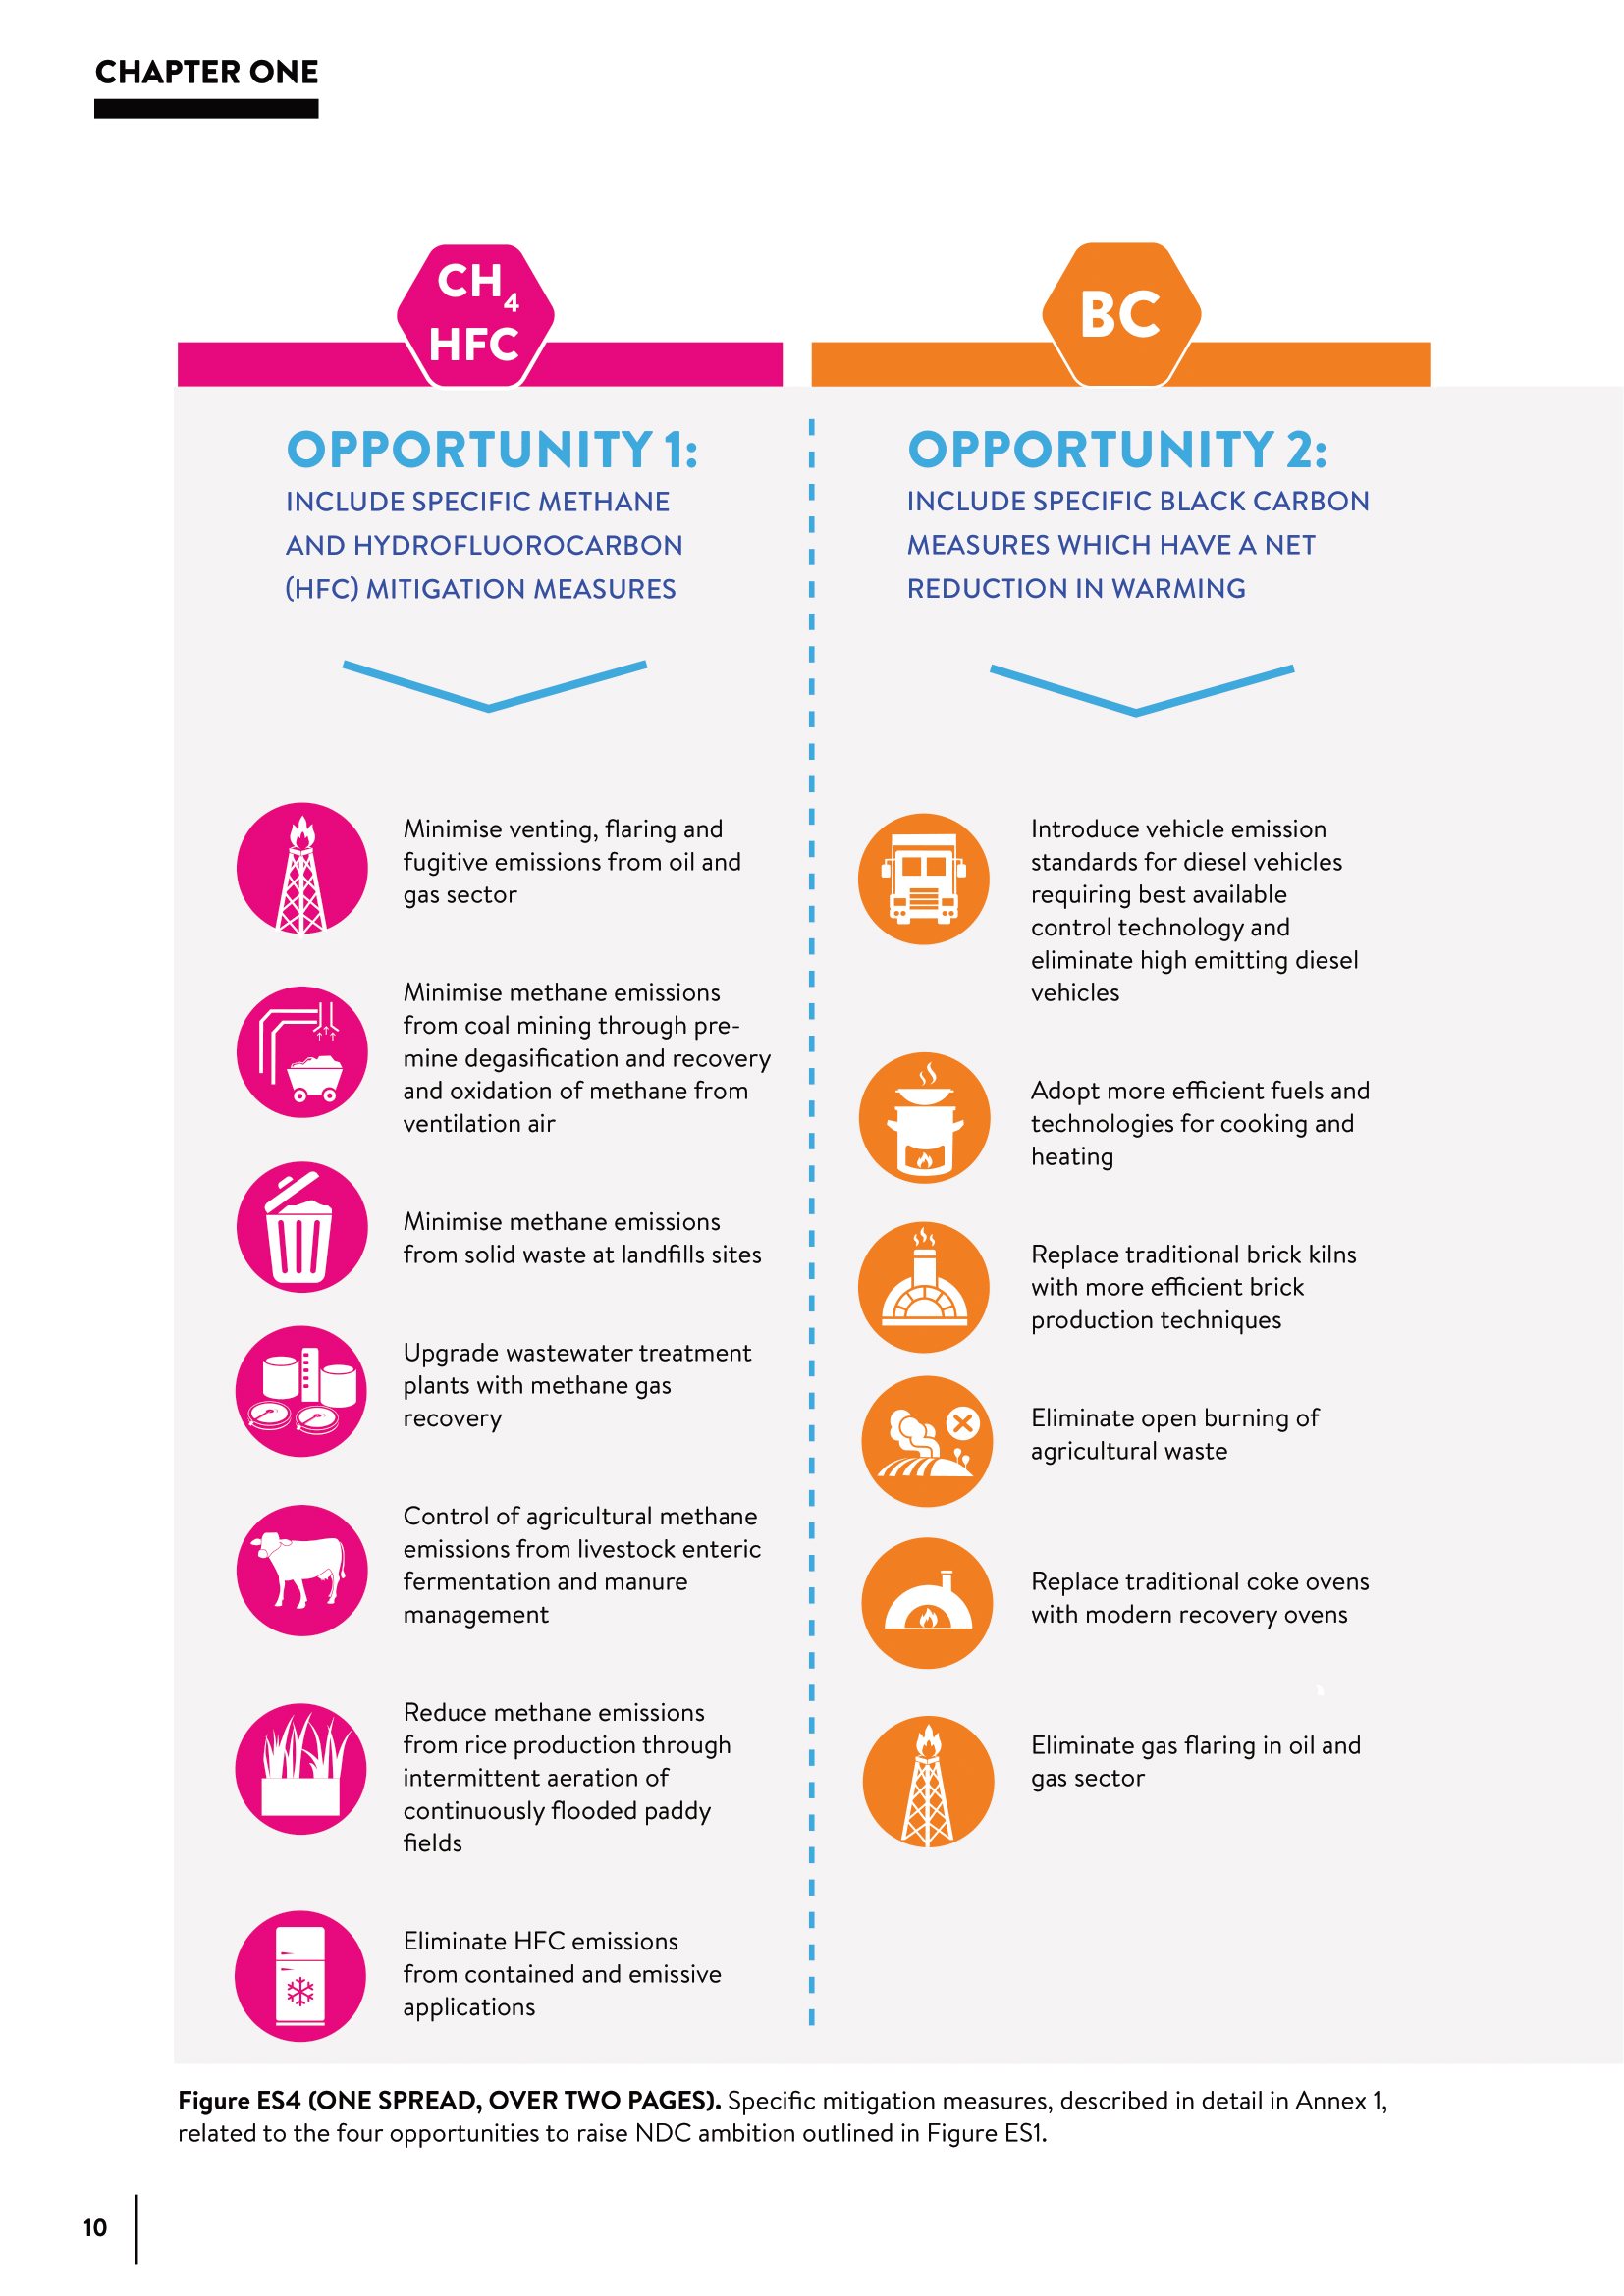 CHAPTER ONE
CH4
HFC
OPPORTUNITY 1:
INCLUDE SPECIFIC METHANE
AND HYDROFLUOROCARBON
(HFC) MITIGATION MEASURES
Minimise venting, flaring and
fugitive emissions from oil and
gas sector
Minimise methane emissions
from coal mining through pre-
mine degasification and recovery
and oxidation of methane from
ventilation air
Minimise methane emissions
from solid waste at landfills sites
Upgrade wastewater treatment
plants with methane gas
recovery
Control of agricultural methane
emissions from livestock enteric
fermentation and manure
management
Reduce methane emissions
from rice production through
intermittent aeration of
continuously flooded paddy
fields
Eliminate HFC emissions
from contained and emissive
applications
BC
OPPORTUNITY 2:
INCLUDE SPECIFIC BLACK CARBON
MEASURES WHICH HAVE A NET
REDUCTION IN WARMING
Introduce vehicle emission
standards for diesel vehicles
requiring best available
control technology and
eliminate high emitting diesel
vehicles
Adopt more efficient fuels and
technologies for cooking and
heating
Replace traditional brick kilns
with more efficient brick
production techniques
Eliminate open burning of
agricultural waste
Replace traditional coke ovens
with modern recovery ovens
Eliminate gas flaring in oil and
gas sector
Figure ES4 (ONE SPREAD, OVER TWO PAGES). Specific mitigation measures, described in detail in Annex 1,
related to the four opportunities to raise NDC ambition outlined in Figure ES1.
10